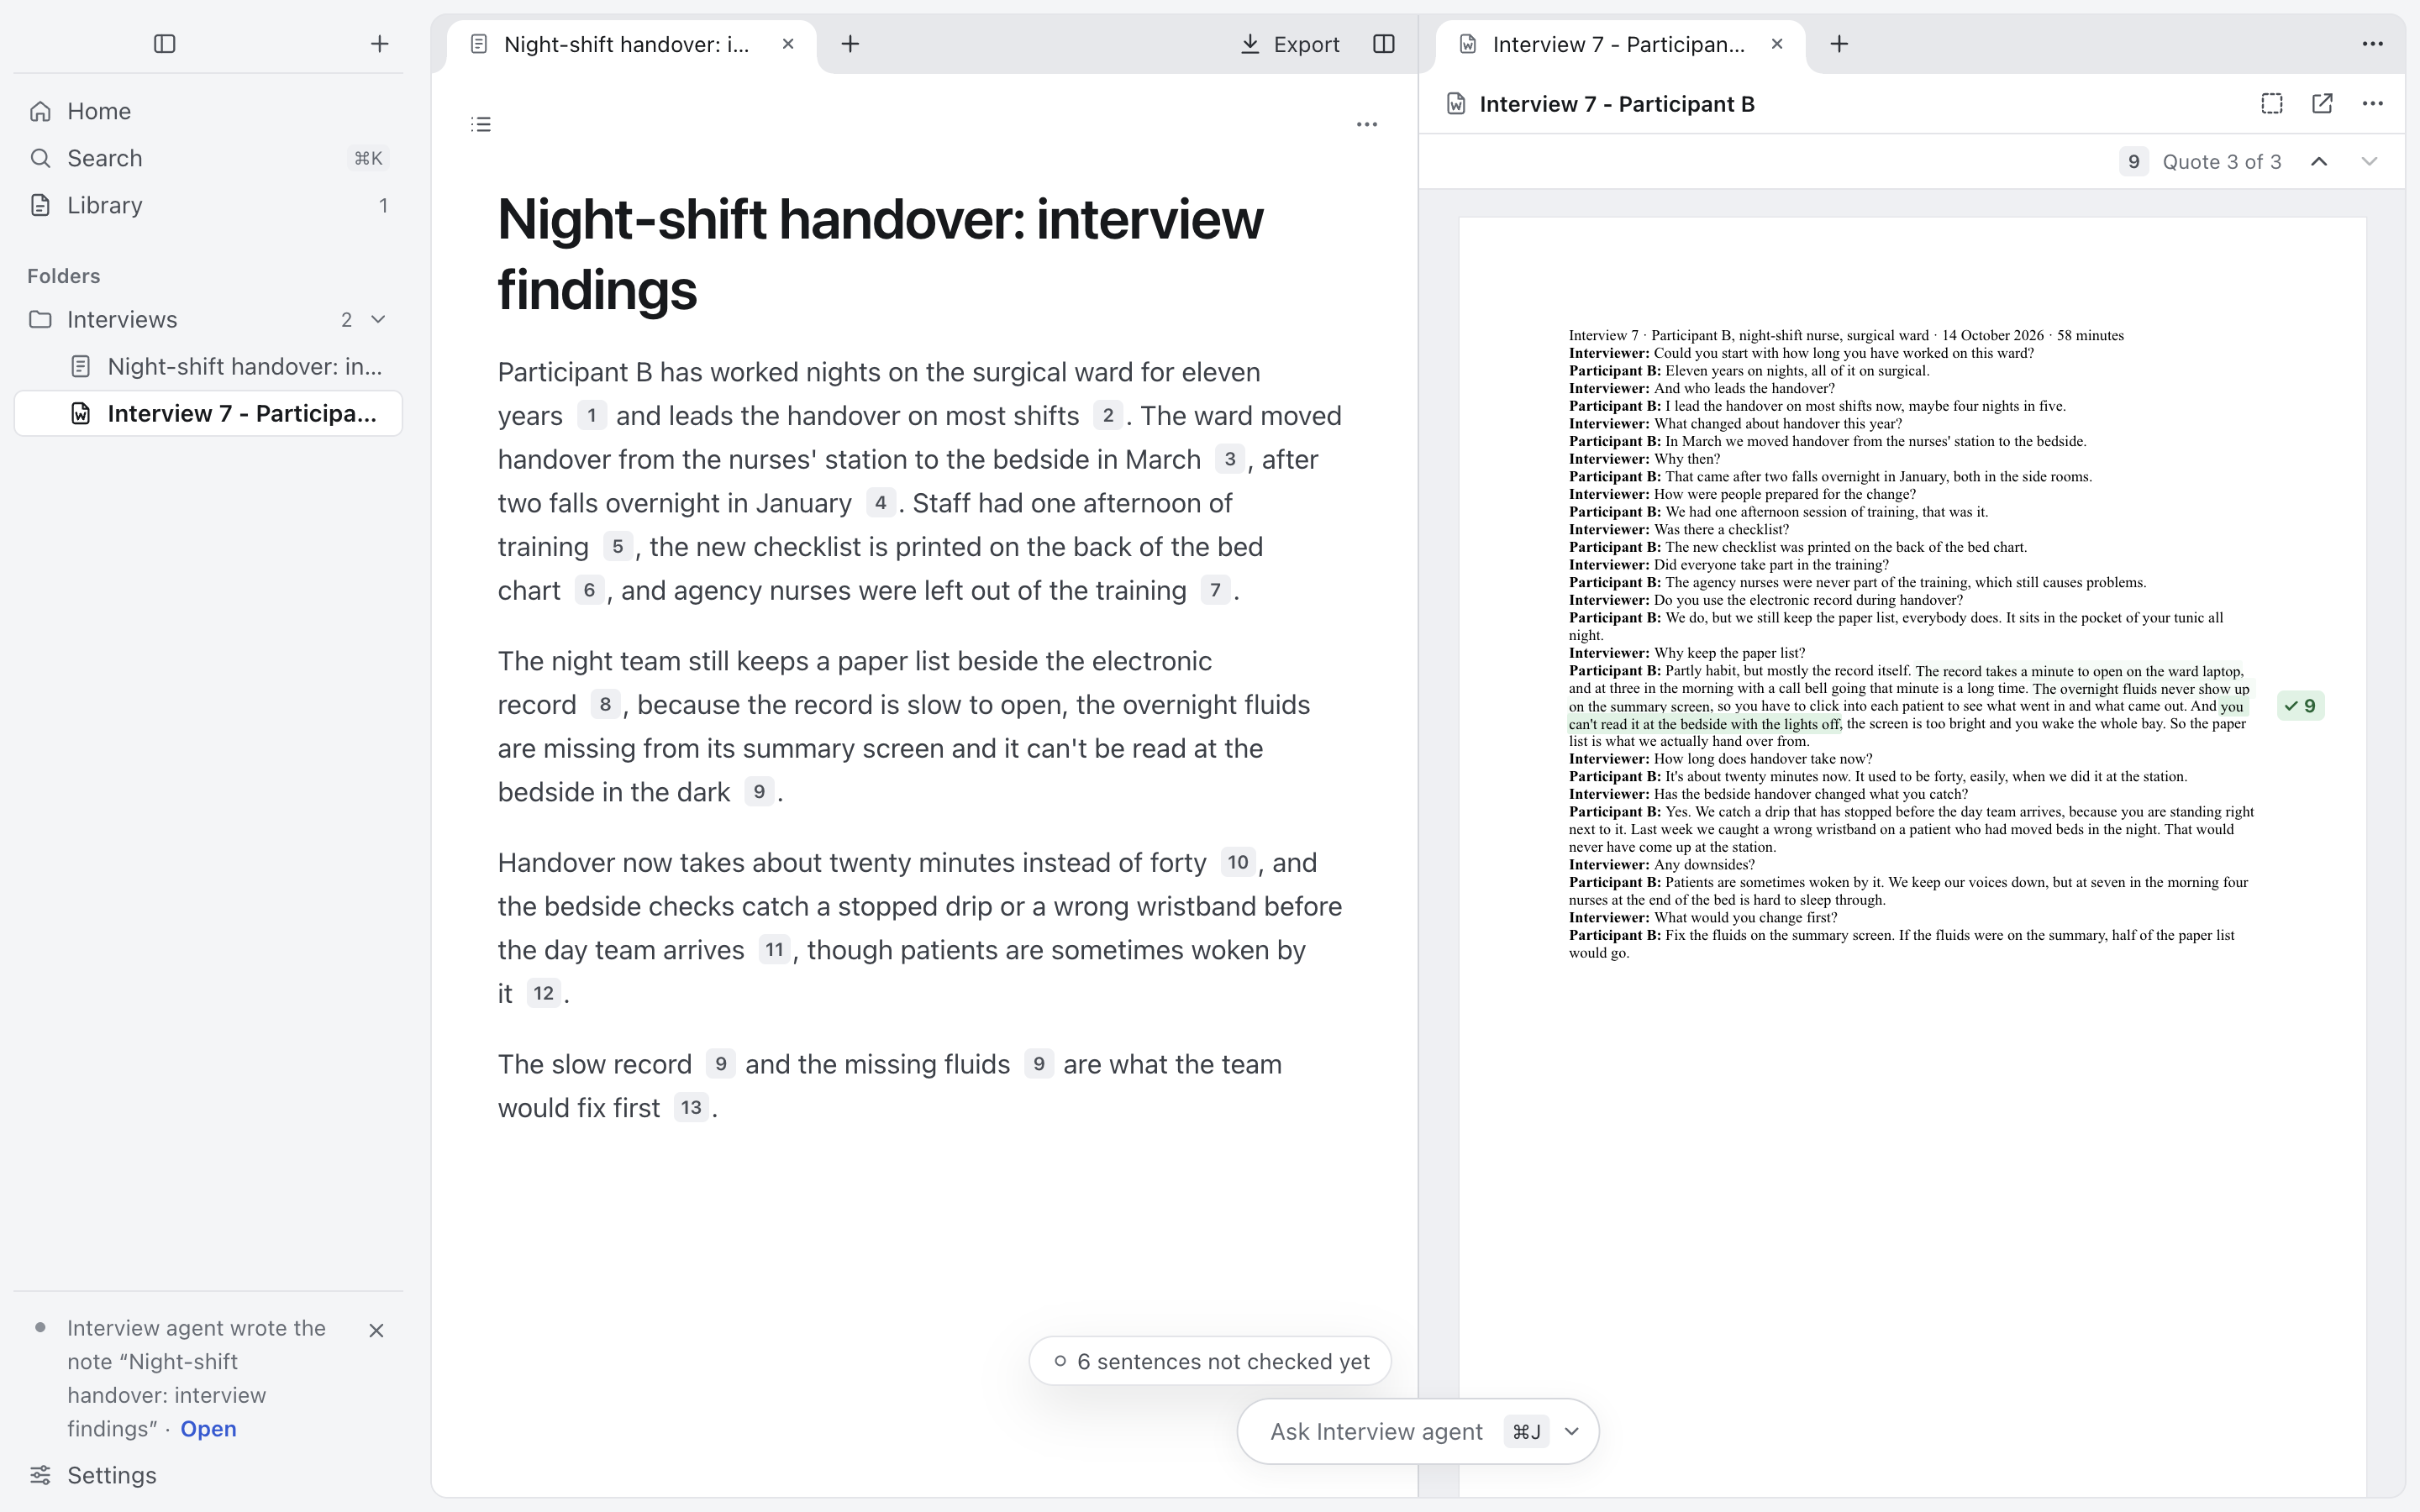 Home
Search ⌘K
Library 1
Folders
Interviews 2
Night-shift handover: in...
Interview 7 - Participa...
Interview agent wrote the
note “Night-shift
handover: interview
findings” · Open
Settings
Night-shift handover: i...
Export
Night-shift handover: interview
findings
Participant B has worked nights on the surgical ward for eleven
years 1 and leads the handover on most shifts 2. The ward moved
handover from the nurses' station to the bedside in March 3, after
two falls overnight in January 4. Staff had one afternoon of
training 5, the new checklist is printed on the back of the bed
chart 6, and agency nurses were left out of the training 7.
The night team still keeps a paper list beside the electronic
record 8, because the record is slow to open, the overnight fluids
are missing from its summary screen and it can't be read at the
bedside in the dark 9.
Handover now takes about twenty minutes instead of forty 10, and
the bedside checks catch a stopped drip or a wrong wristband before
the day team arrives 11, though patients are sometimes woken by
it 12.
The slow record 9 and the missing fluids 9 are what the team
would fix first 13.
6 sentences not checked yet
Ask Interview agent ⌘J
Interview 7 - Participan...
Interview 7 - Participant B
9 Quote 3 of 3
Interview 7 · Participant B, night-shift nurse, surgical ward · 14 October 2026 · 58 minutes
Interviewer: Could you start with how long you have worked on this ward?
Participant B: Eleven years on nights, all of it on surgical.
Interviewer: And who leads the handover?
Participant B: I lead the handover on most shifts now, maybe four nights in five.
Interviewer: What changed about handover this year?
Participant B: In March we moved handover from the nurses' station to the bedside.
Interviewer: Why then?
Participant B: That came after two falls overnight in January, both in the side rooms.
Interviewer: How were people prepared for the change?
Participant B: We had one afternoon session of training, that was it.
Interviewer: Was there a checklist?
Participant B: The new checklist was printed on the back of the bed chart.
Interviewer: Did everyone take part in the training?
Participant B: The agency nurses were never part of the training, which still causes problems.
Interviewer: Do you use the electronic record during handover?
Participant B: We do, but we still keep the paper list, everybody does. It sits in the pocket of your tunic all
night.
Interviewer: Why keep the paper list?
Participant B: Partly habit, but mostly the record itself. The record takes a minute to open on the ward laptop,
and at three in the morning with a call bell going that minute is a long time. The overnight fluids never show up
on the summary screen, so you have to click into each patient to see what went in and what came out. And you
can't read it at the bedside with the lights off, the screen is too bright and you wake the whole bay. So the paper
list is what we actually hand over from.
9
Interviewer: How long does handover take now?
Participant B: It's about twenty minutes now. It used to be forty, easily, when we did it at the station.
Interviewer: Has the bedside handover changed what you catch?
Participant B: Yes. We catch a drip that has stopped before the day team arrives, because you are standing right
next to it. Last week we caught a wrong wristband on a patient who had moved beds in the night. That would
never have come up at the station.
Interviewer: Any downsides?
Participant B: Patients are sometimes woken by it. We keep our voices down, but at seven in the morning four
nurses at the end of the bed is hard to sleep through.
Interviewer: What would you change first?
Participant B: Fix the fluids on the summary screen. If the fluids were on the summary, half of the paper list
would go.